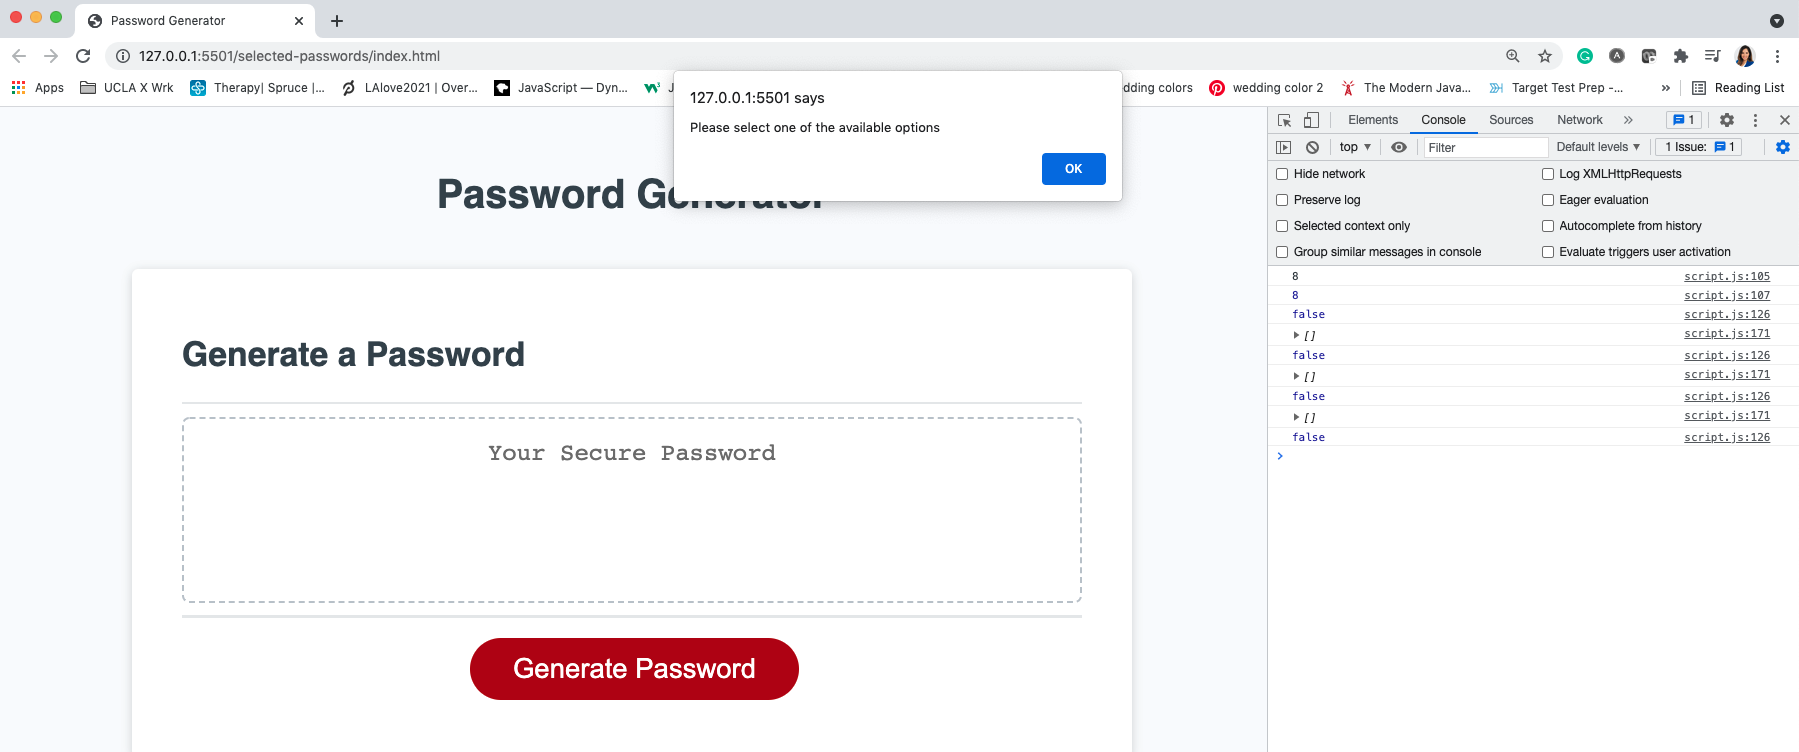 Password Generator
127.0.0.1:5501/selected-passwords/index.html
Apps UCLA X Wrk Therapy| Spruce |... LAlove2021 | Over... JavaScript — Dyn... dding colors wedding color 2 The Modern Java... Target Test Prep -... » Reading List
127.0.0.1:5501 says
Please select one of the available options
OK
Password Generator
Generate a Password
Your Secure Password
Generate Password
Elements Console Sources Network » 1
top Filter Default levels 1 Issue: 1
Hide network Log XMLHttpRequests
Preserve log Eager evaluation
Selected context only Autocomplete from history
Group similar messages in console Evaluate triggers user activation
8 script.js:105
8 script.js:107
false script.js:126
[] script.js:171
false script.js:126
[] script.js:171
false script.js:126
[] script.js:171
false script.js:126